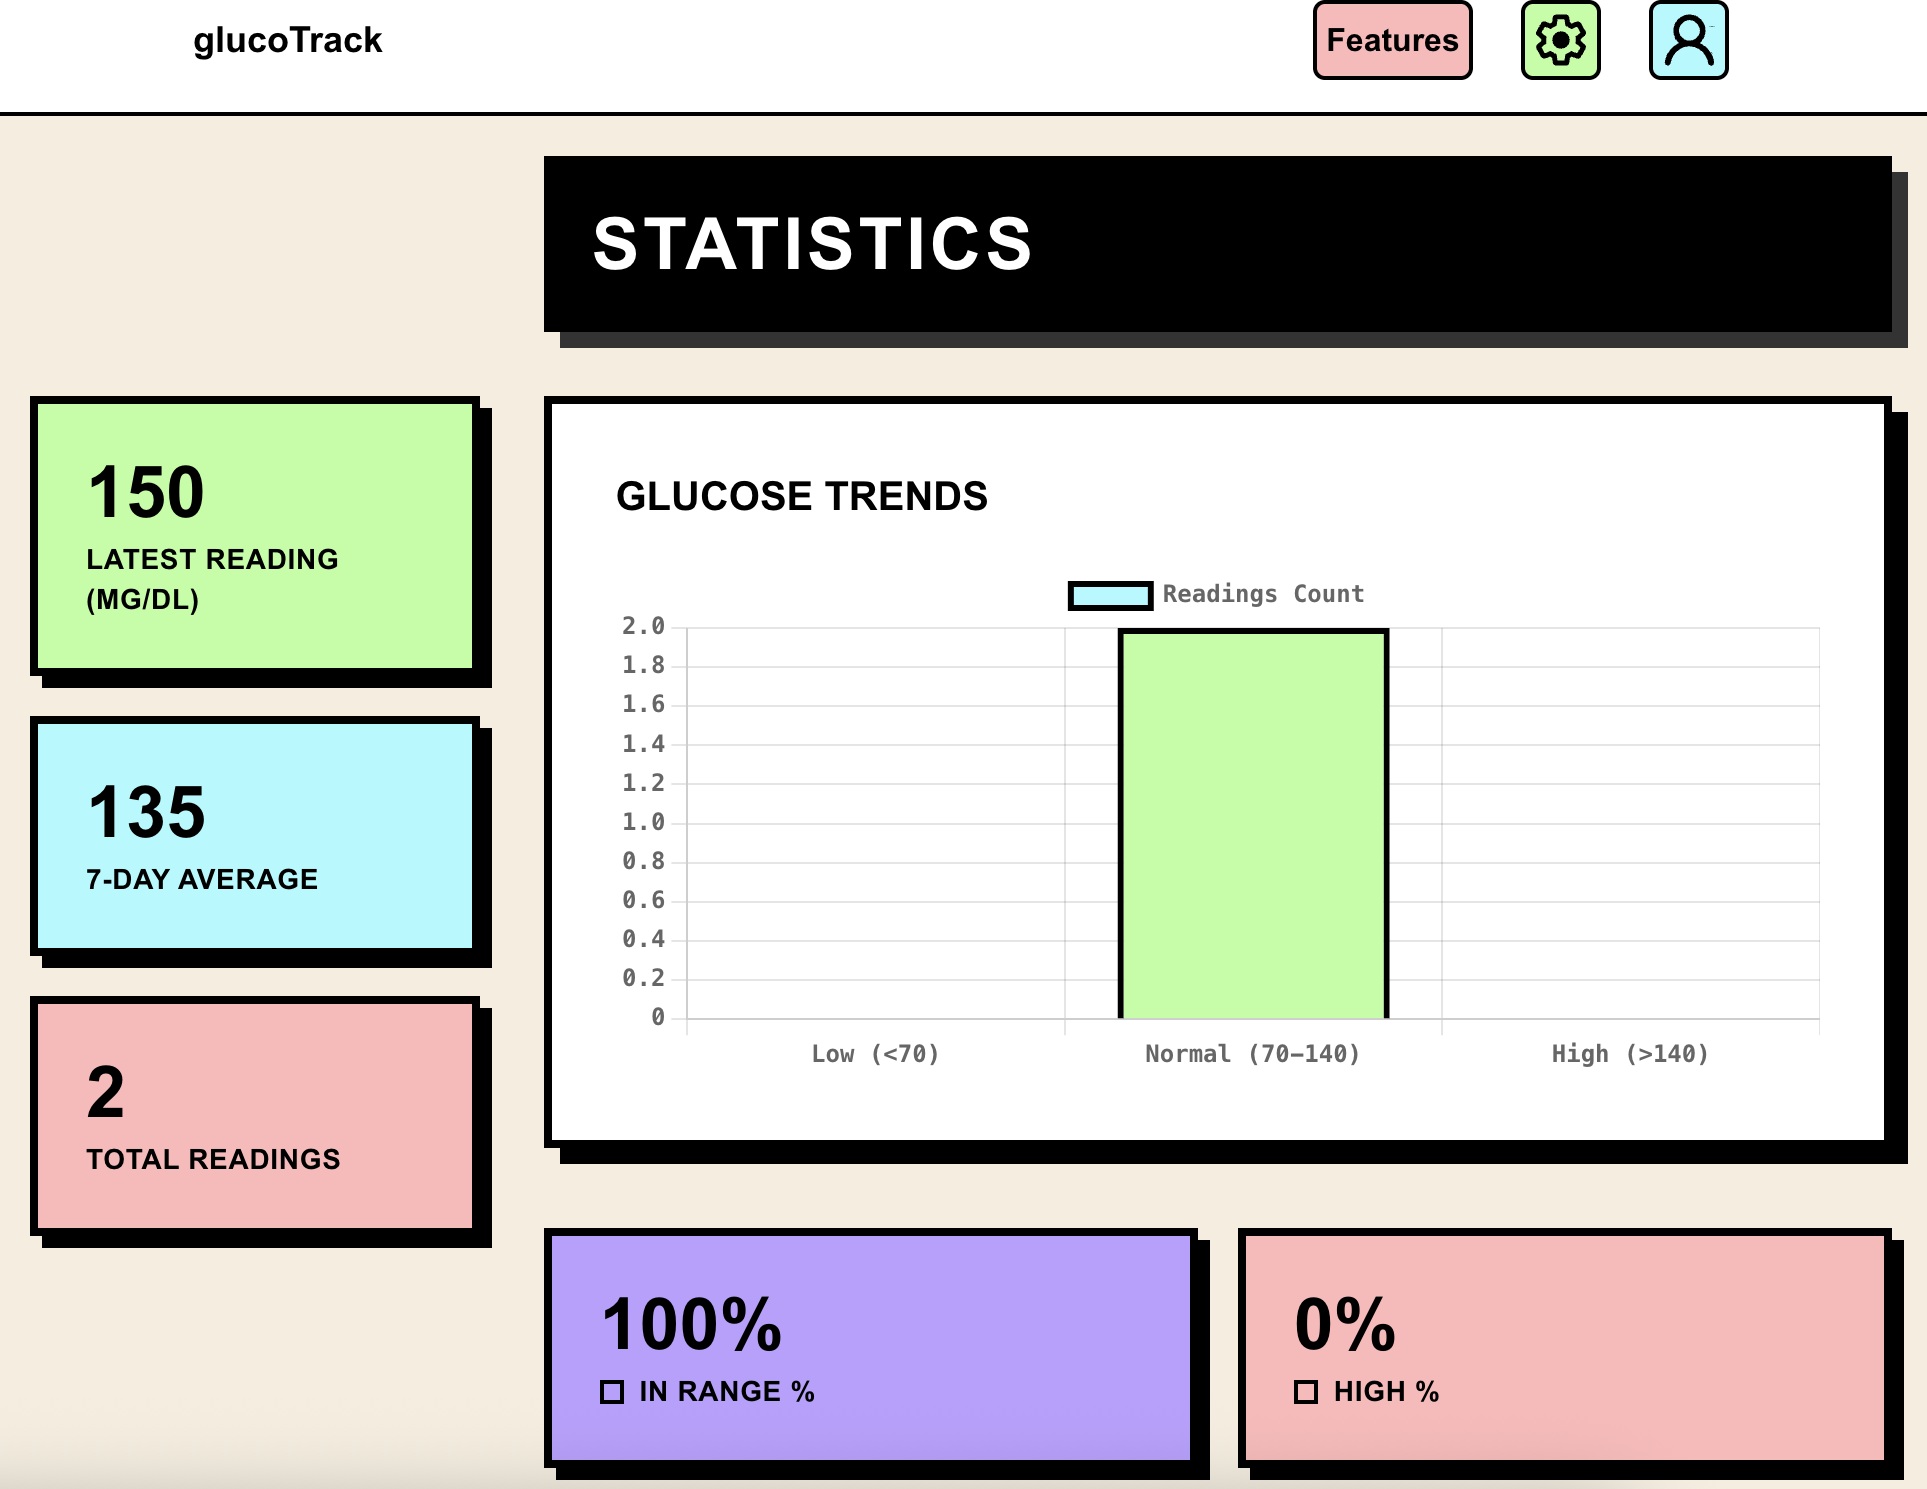 glucoTrack
Features
STATISTICS
150
LATEST READING
(MG/DL)
135
7-DAY AVERAGE
2
TOTAL READINGS
GLUCOSE TRENDS
Readings Count
2.0
1.8
1.6
1.4
1.2
1.0
0.8
0.6
0.4
0.2
0
Low (<70)
Normal (70–140)
High (>140)
100%
IN RANGE %
0%
HIGH %